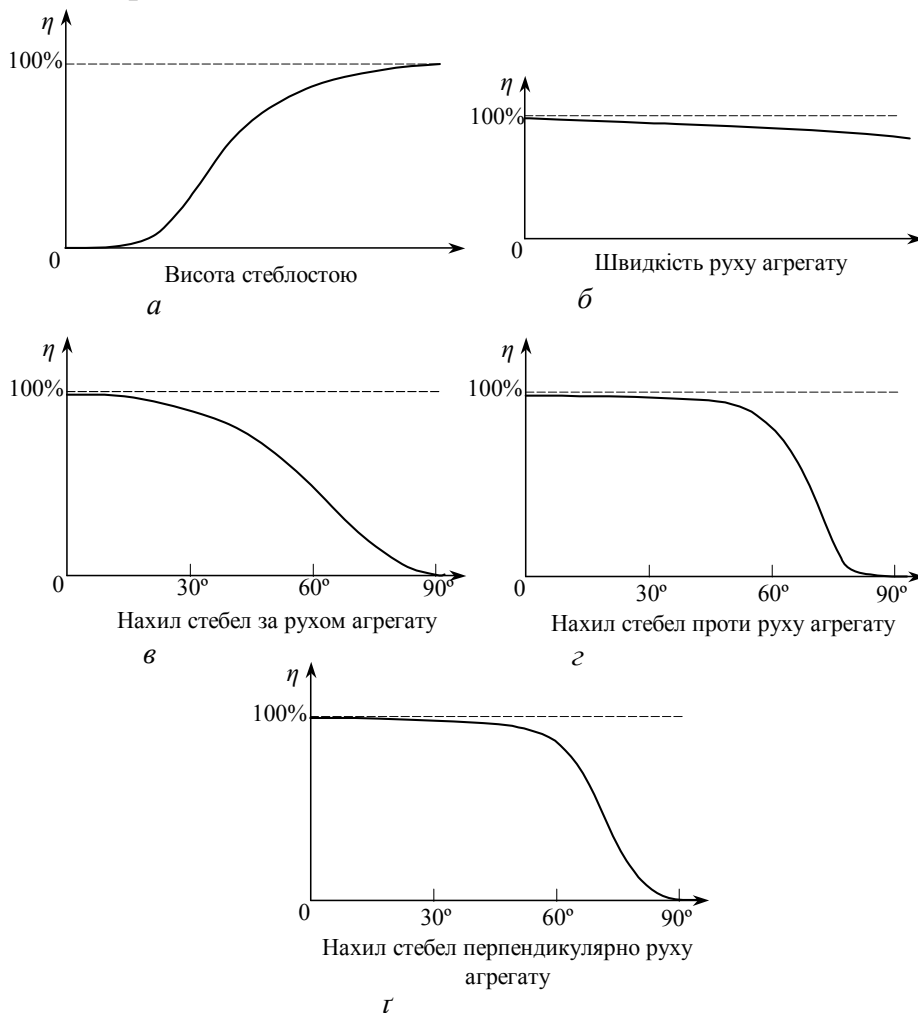 η
100%
0
Висота стеблостою
а
η
100%
0
Швидкість руху агрегату
б
η
100%
0
30º
60º
90º
Нахил стебел за рухом агрегату
в
η
100%
0
30º
60º
90º
Нахил стебел проти руху агрегату
г
η
100%
0
30º
60º
90º
Нахил стебел перпендикулярно руху
агрегату
ґ